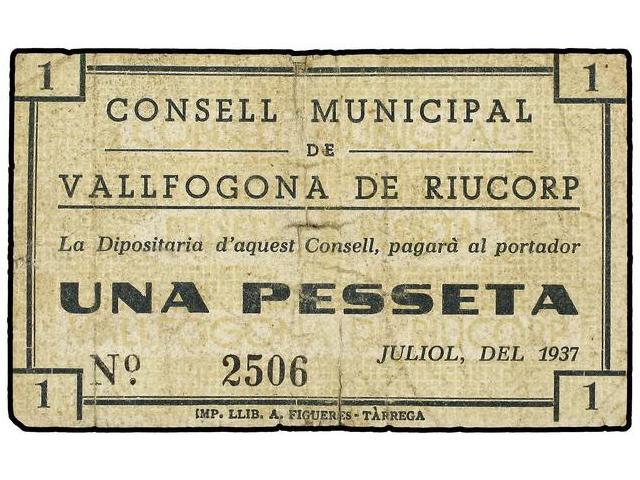 1 1
CONSELL MUNICIPAL
DE
VALLFOGONA DE RIUCORP
La Dipositaria d'aquest Consell, pagarà al portador
UNA PESSETA
Nº. 2506 JULIOL, DEL 1937
1 1
IMP. LLIB. A. FIGUERES - TÀRREGA